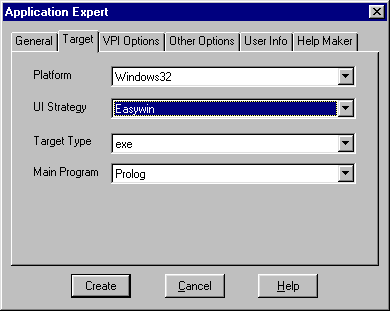 Application Expert
General Target VPI Options Other Options User Info Help Maker
Platform Windows32
UI Strategy Easywin
Target Type exe
Main Program Prolog
Create Cancel Help